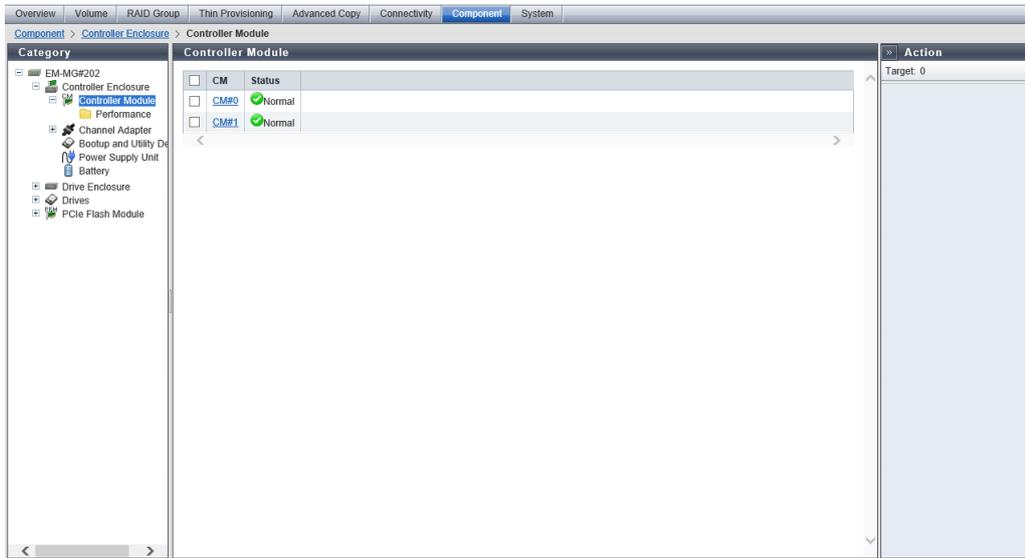 Overview Volume RAID Group Thin Provisioning Advanced Copy Connectivity Component System
Component > Controller Enclosure > Controller Module
Category
EM-MG#202
Controller Enclosure
CM
Controller Module
Performance
Channel Adapter
Bootup and Utility De
Power Supply Unit
Battery
Drive Enclosure
Drives
PCIe Flash Module
Controller Module
CM Status
CM#0 Normal
CM#1 Normal
» Action
Target: 0